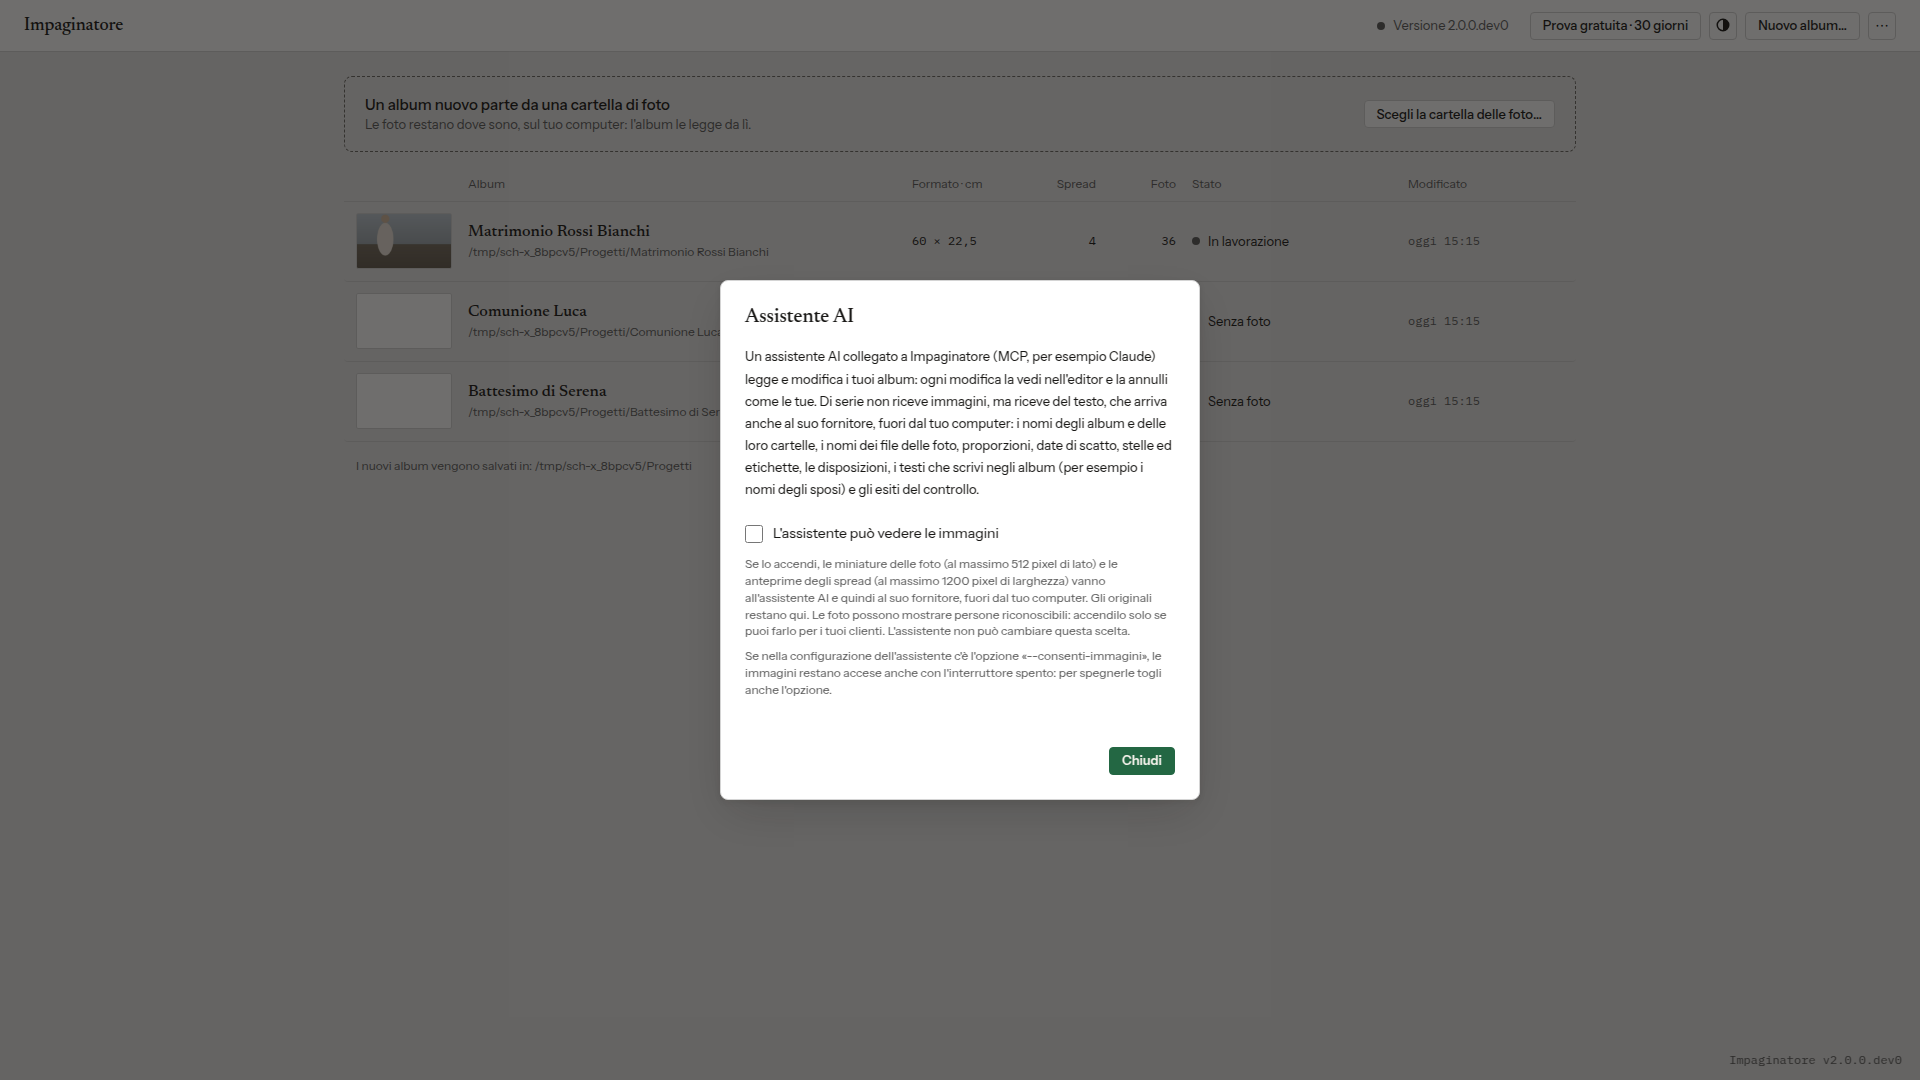 Impaginatore
Versione 2.0.0.dev0
Prova gratuita · 30 giorni
Nuovo album...
Un album nuovo parte da una cartella di foto
Le foto restano dove sono, sul tuo computer: l'album le legge da lì.
Scegli la cartella delle foto...
Album Formato · cm Spread Foto Stato Modificato
Matrimonio Rossi Bianchi
/tmp/sch-x_8bpcv5/Progetti/Matrimonio Rossi Bianchi
60 × 22,5 4 36 In lavorazione oggi 15:15
Comunione Luca
/tmp/sch-x_8bpcv5/Progetti/Comunione Luca
Senza foto oggi 15:15
Battesimo di Serena
/tmp/sch-x_8bpcv5/Progetti/Battesimo di Ser
Senza foto oggi 15:15
I nuovi album vengono salvati in: /tmp/sch-x_8bpcv5/Progetti
Assistente AI
Un assistente AI collegato a Impaginatore (MCP, per esempio Claude)
legge e modifica i tuoi album: ogni modifica la vedi nell'editor e la annulli
come le tue. Di serie non riceve immagini, ma riceve del testo, che arriva
anche al suo fornitore, fuori dal tuo computer: i nomi degli album e delle
loro cartelle, i nomi dei file delle foto, proporzioni, date di scatto, stelle ed
etichette, le disposizioni, i testi che scrivi negli album (per esempio i
nomi degli sposi) e gli esiti del controllo.
L'assistente può vedere le immagini
Se lo accendi, le miniature delle foto (al massimo 512 pixel di lato) e le
anteprime degli spread (al massimo 1200 pixel di larghezza) vanno
all'assistente AI e quindi al suo fornitore, fuori dal tuo computer. Gli originali
restano qui. Le foto possono mostrare persone riconoscibili: accendilo solo se
puoi farlo per i tuoi clienti. L'assistente non può cambiare questa scelta.
Se nella configurazione dell'assistente c'è l'opzione «--consenti-immagini», le
immagini restano accese anche con l'interruttore spento: per spegnerle togli
anche l'opzione.
Chiudi
Impaginatore v2.0.0.dev0